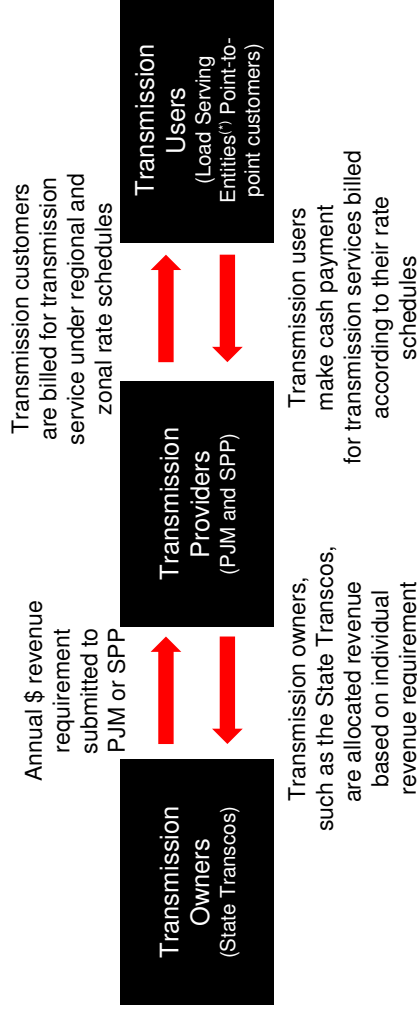 Annual $ revenue
requirement
submitted to
PJM or SPP
Transmission customers
are billed for transmission
service under regional and
zonal rate schedules
Transmission
Owners
(State Transcos)
Transmission
Providers
(PJM and SPP)
Transmission
Users
(Load Serving
Entities(*) Point-to-
point customers)
Transmission owners,
such as the State Transcos,
are allocated revenue
based on individual
revenue requirement
Transmission users
make cash payment
for transmission services billed
according to their rate
schedules